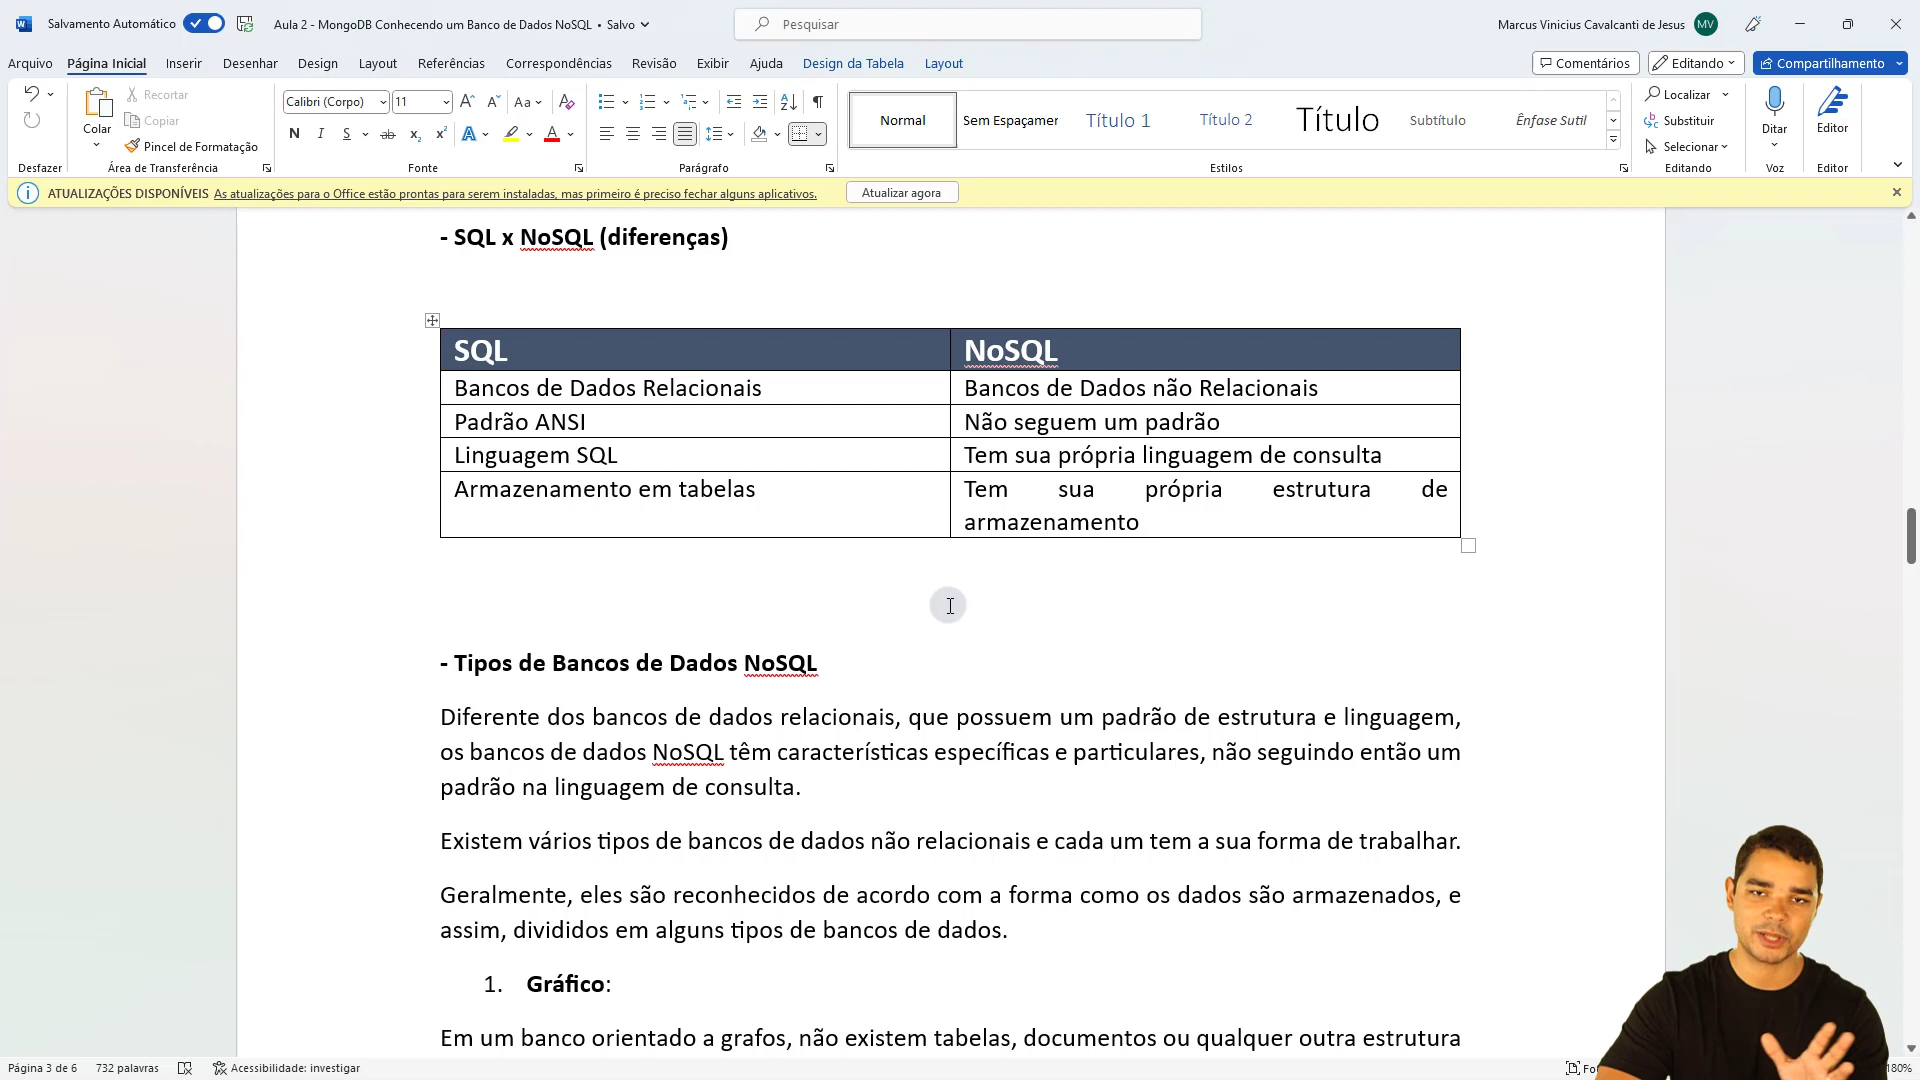 Salvamento Automático
Aula 2 - MongoDB Conhecendo um Banco de Dados NoSQL • Salvo
Pesquisar
Marcus Vinicius Cavalcanti de Jesus
MV
Arquivo
Página Inicial
Inserir
Desenhar
Design
Layout
Referências
Correspondências
Revisão
Exibir
Ajuda
Design da Tabela
Layout
Comentários
Editando
Compartilhamento
Colar
Recortar
Copiar
Pincel de Formatação
Calibri (Corpo)
11
Normal
Sem Espaçamer
Título 1
Título 2
Título
Subtítulo
Ênfase Sutil
Localizar
Substituir
Selecionar
Ditar
Editor
Desfazer
Área de Transferência
Fonte
Parágrafo
Estilos
Editando
Voz
Editor
ATUALIZAÇÕES DISPONÍVEIS As atualizações para o Office estão prontas para serem instaladas, mas primeiro é preciso fechar alguns aplicativos.
Atualizar agora
- SQL x NoSQL (diferenças)
SQL
NoSQL
Bancos de Dados Relacionais
Bancos de Dados não Relacionais
Padrão ANSI
Não seguem um padrão
Linguagem SQL
Tem sua própria linguagem de consulta
Armazenamento em tabelas
Tem sua própria estrutura de
armazenamento
- Tipos de Bancos de Dados NoSQL
Diferente dos bancos de dados relacionais, que possuem um padrão de estrutura e linguagem,
os bancos de dados NoSQL têm características específicas e particulares, não seguindo então um
padrão na linguagem de consulta.
Existem vários tipos de bancos de dados não relacionais e cada um tem a sua forma de trabalhar.
Geralmente, eles são reconhecidos de acordo com a forma como os dados são armazenados, e
assim, divididos em alguns tipos de bancos de dados.
1. Gráfico:
Em um banco orientado a grafos, não existem tabelas, documentos ou qualquer outra estrutura
Página 3 de 6
732 palavras
Acessibilidade: investigar
180%